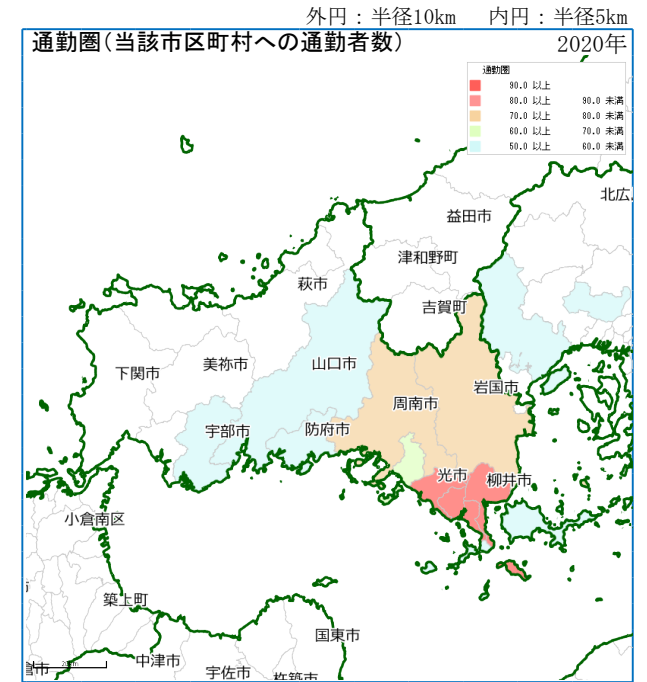 外円：半径10km　内円：半径5km
通勤圏(当該市区町村への通勤者数)
2020年
通勤圏
90.0 以上
80.0 以上 90.0 未満
70.0 以上 80.0 未満
60.0 以上 70.0 未満
50.0 以上 60.0 未満
北広
益田市
津和野町
萩市
吉賀町
下関市
美祢市
山口市
岩国市
周南市
宇部市
防府市
光市
柳井市
小倉南区
築上町
国東市
中津市
宇佐市
杵築市